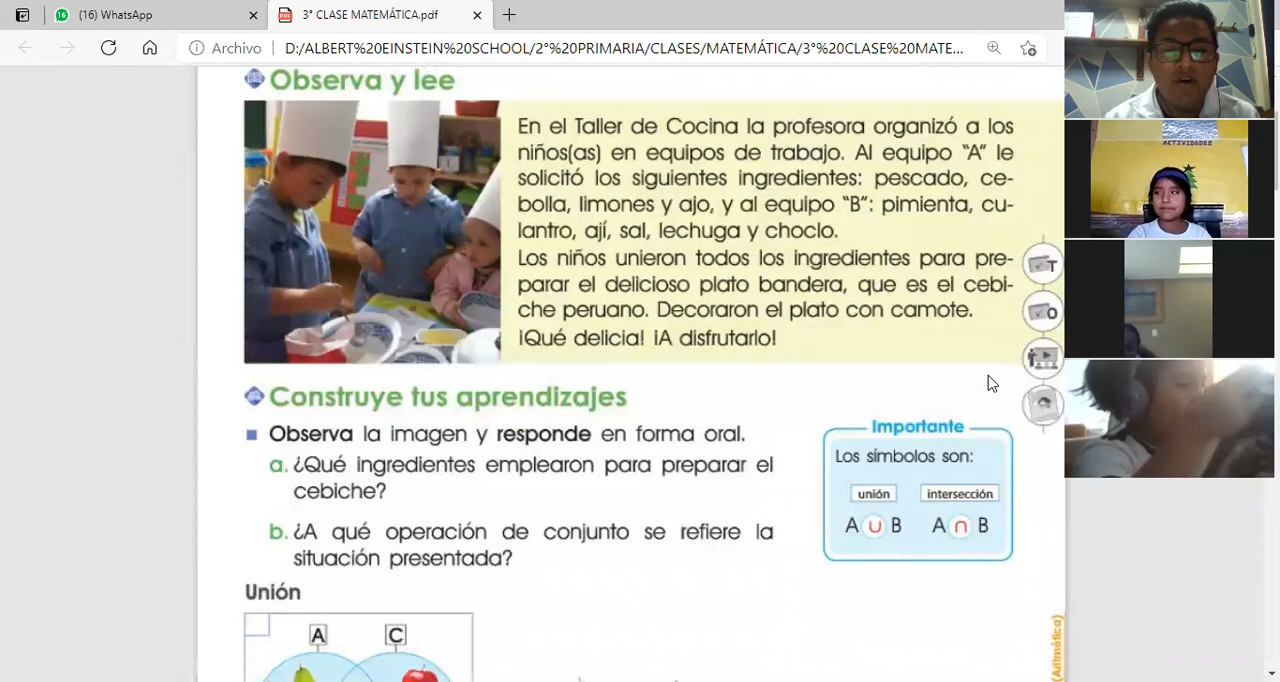 (16) WhatsApp
3° CLASE MATEMÁTICA.pdf
Archivo
D:/ALBERT%20EINSTEIN%20SCHOOL/2°%20PRIMARIA/CLASES/MATEMÁTICA/3°%20CLASE%20MATE...
Observa y lee
En el Taller de Cocina la profesora organizó a los
niños(as) en equipos de trabajo. Al equipo "A" le
solicitó los siguientes ingredientes: pescado, ce-
bolla, limones y ajo, y al equipo "B": pimienta, cu-
lantro, ají, sal, lechuga y choclo.
Los niños unieron todos los ingredientes para pre-
parar el delicioso plato bandera, que es el cebi-
che peruano. Decoraron el plato con camote.
¡Qué delicia! ¡A disfrutarlo!
T
O
Construye tus aprendizajes
Observa la imagen y responde en forma oral.
a. ¿Qué ingredientes emplearon para preparar el
cebiche?
b. ¿A qué operación de conjunto se refiere la
situación presentada?
Importante
Los símbolos son:
unión intersección
A ∪ B A ∩ B
Unión
A C
(Aritmética)
ACTIVIDADES